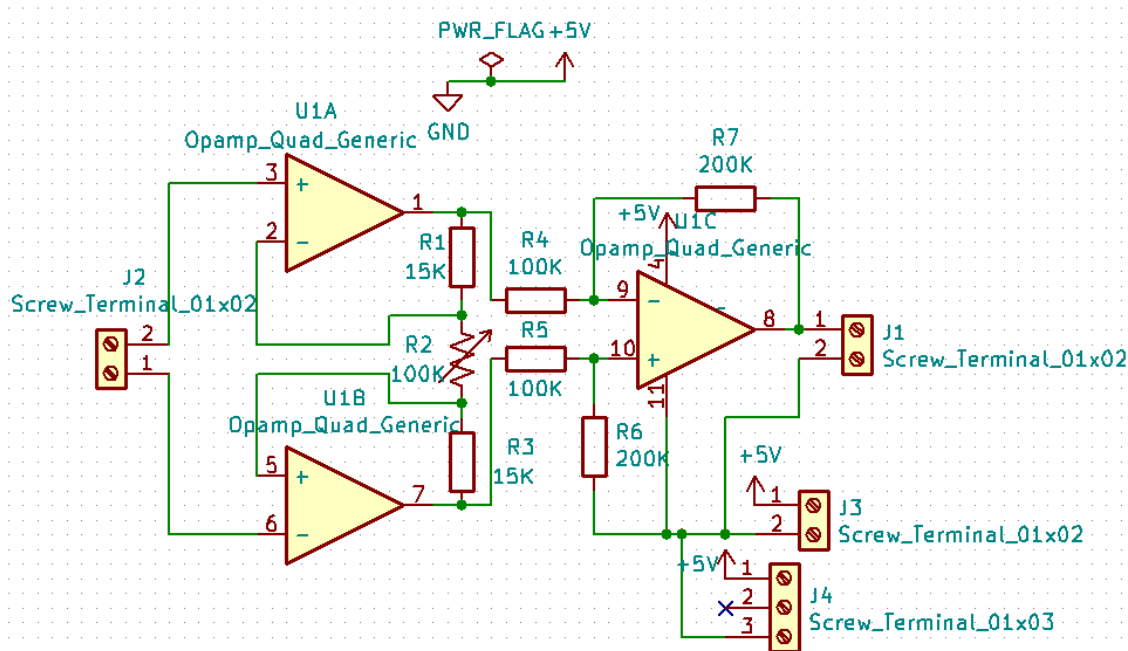 PWR_FLAG +5V
GND
U1A
Opamp_Quad_Generic
3
+
2
-
1
R7
200K
+5V
U1C
Opamp_Quad_Generic
4
R1
15K
R4
100K
9
-
8
10
+
11
J2
Screw_Terminal_01x02
2
1
R2
100K
R5
100K
1
2
J1
Screw_Terminal_01x02
U1B
Opamp_Quad_Generic
5
+
6
-
7
R3
15K
R6
200K
+5V
1
2
J3
Screw_Terminal_01x02
+5V
1
2
3
J4
Screw_Terminal_01x03